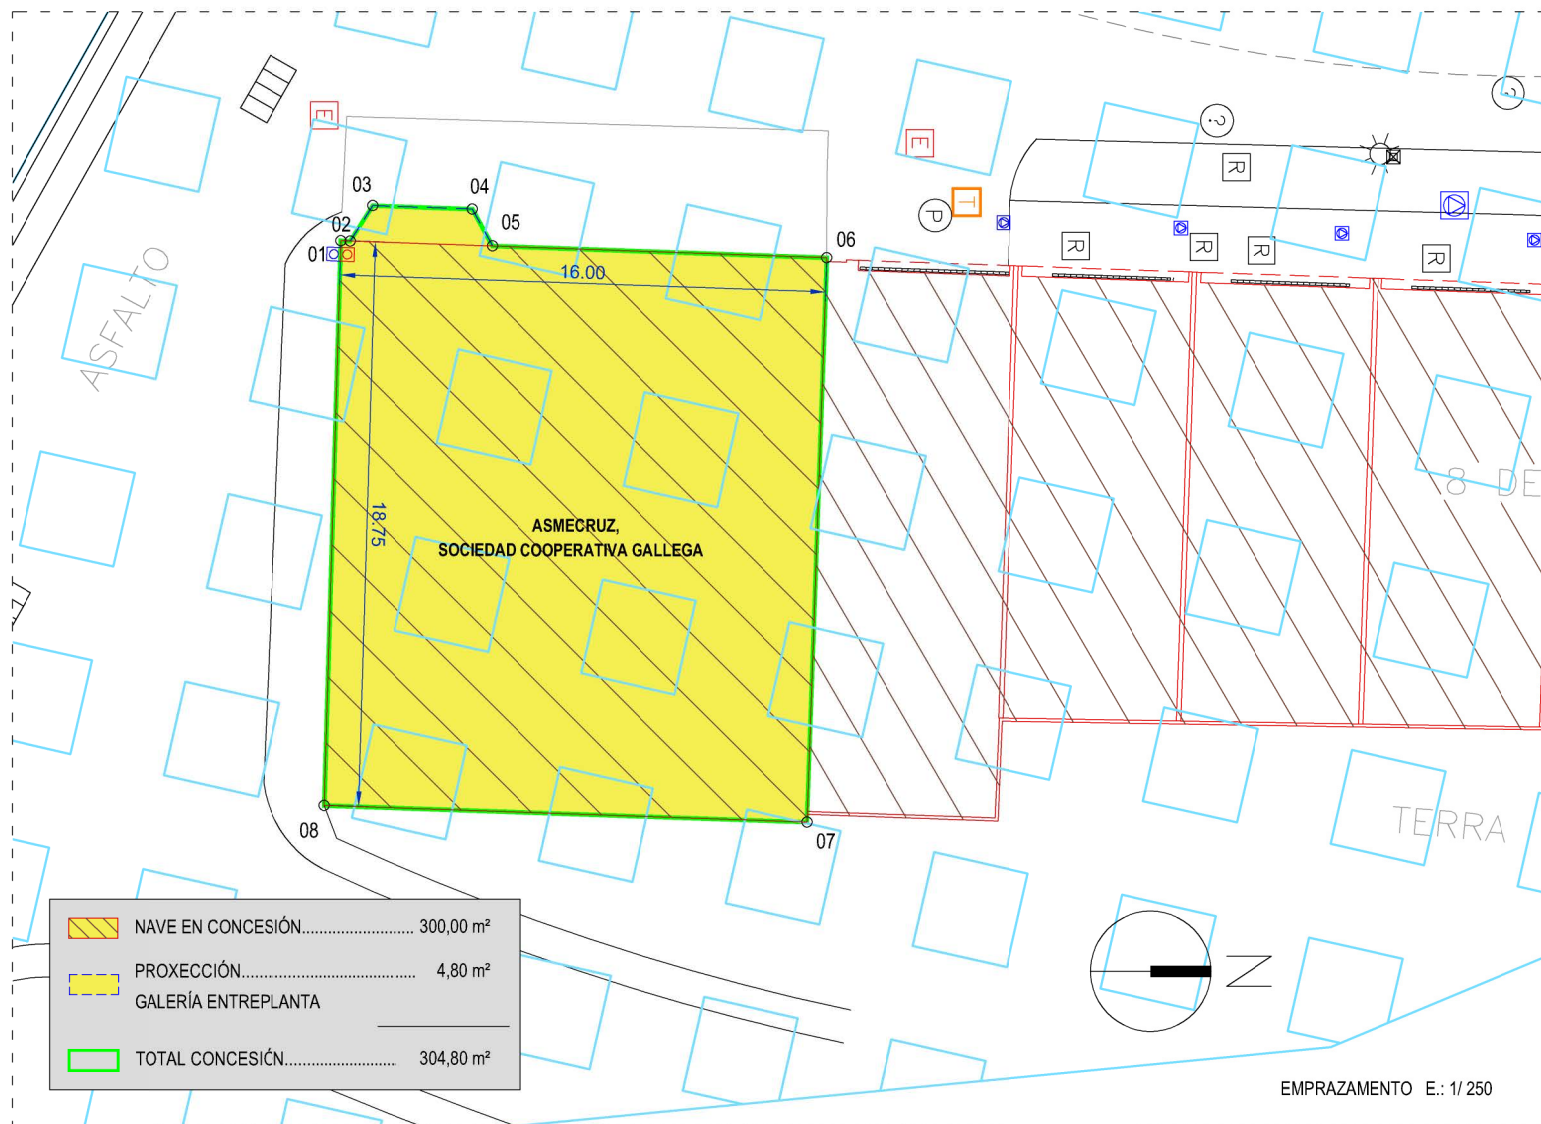 E
?
?
03
04
E
R
T
P
02
05
06
01
R
R
R
R
16.00
ASFALTO
18.75
8 DE
ASMECRUZ,
SOCIEDAD COOPERATIVA GALLEGA
08
07
TERRA
NAVE EN CONCESIÓN.......................... 300,00 m²
PROXECCIÓN........................................ 4,80 m²
GALERÍA ENTREPLANTA
TOTAL CONCESIÓN.......................... 304,80 m²
N
EMPRAZAMENTO E.: 1/ 250